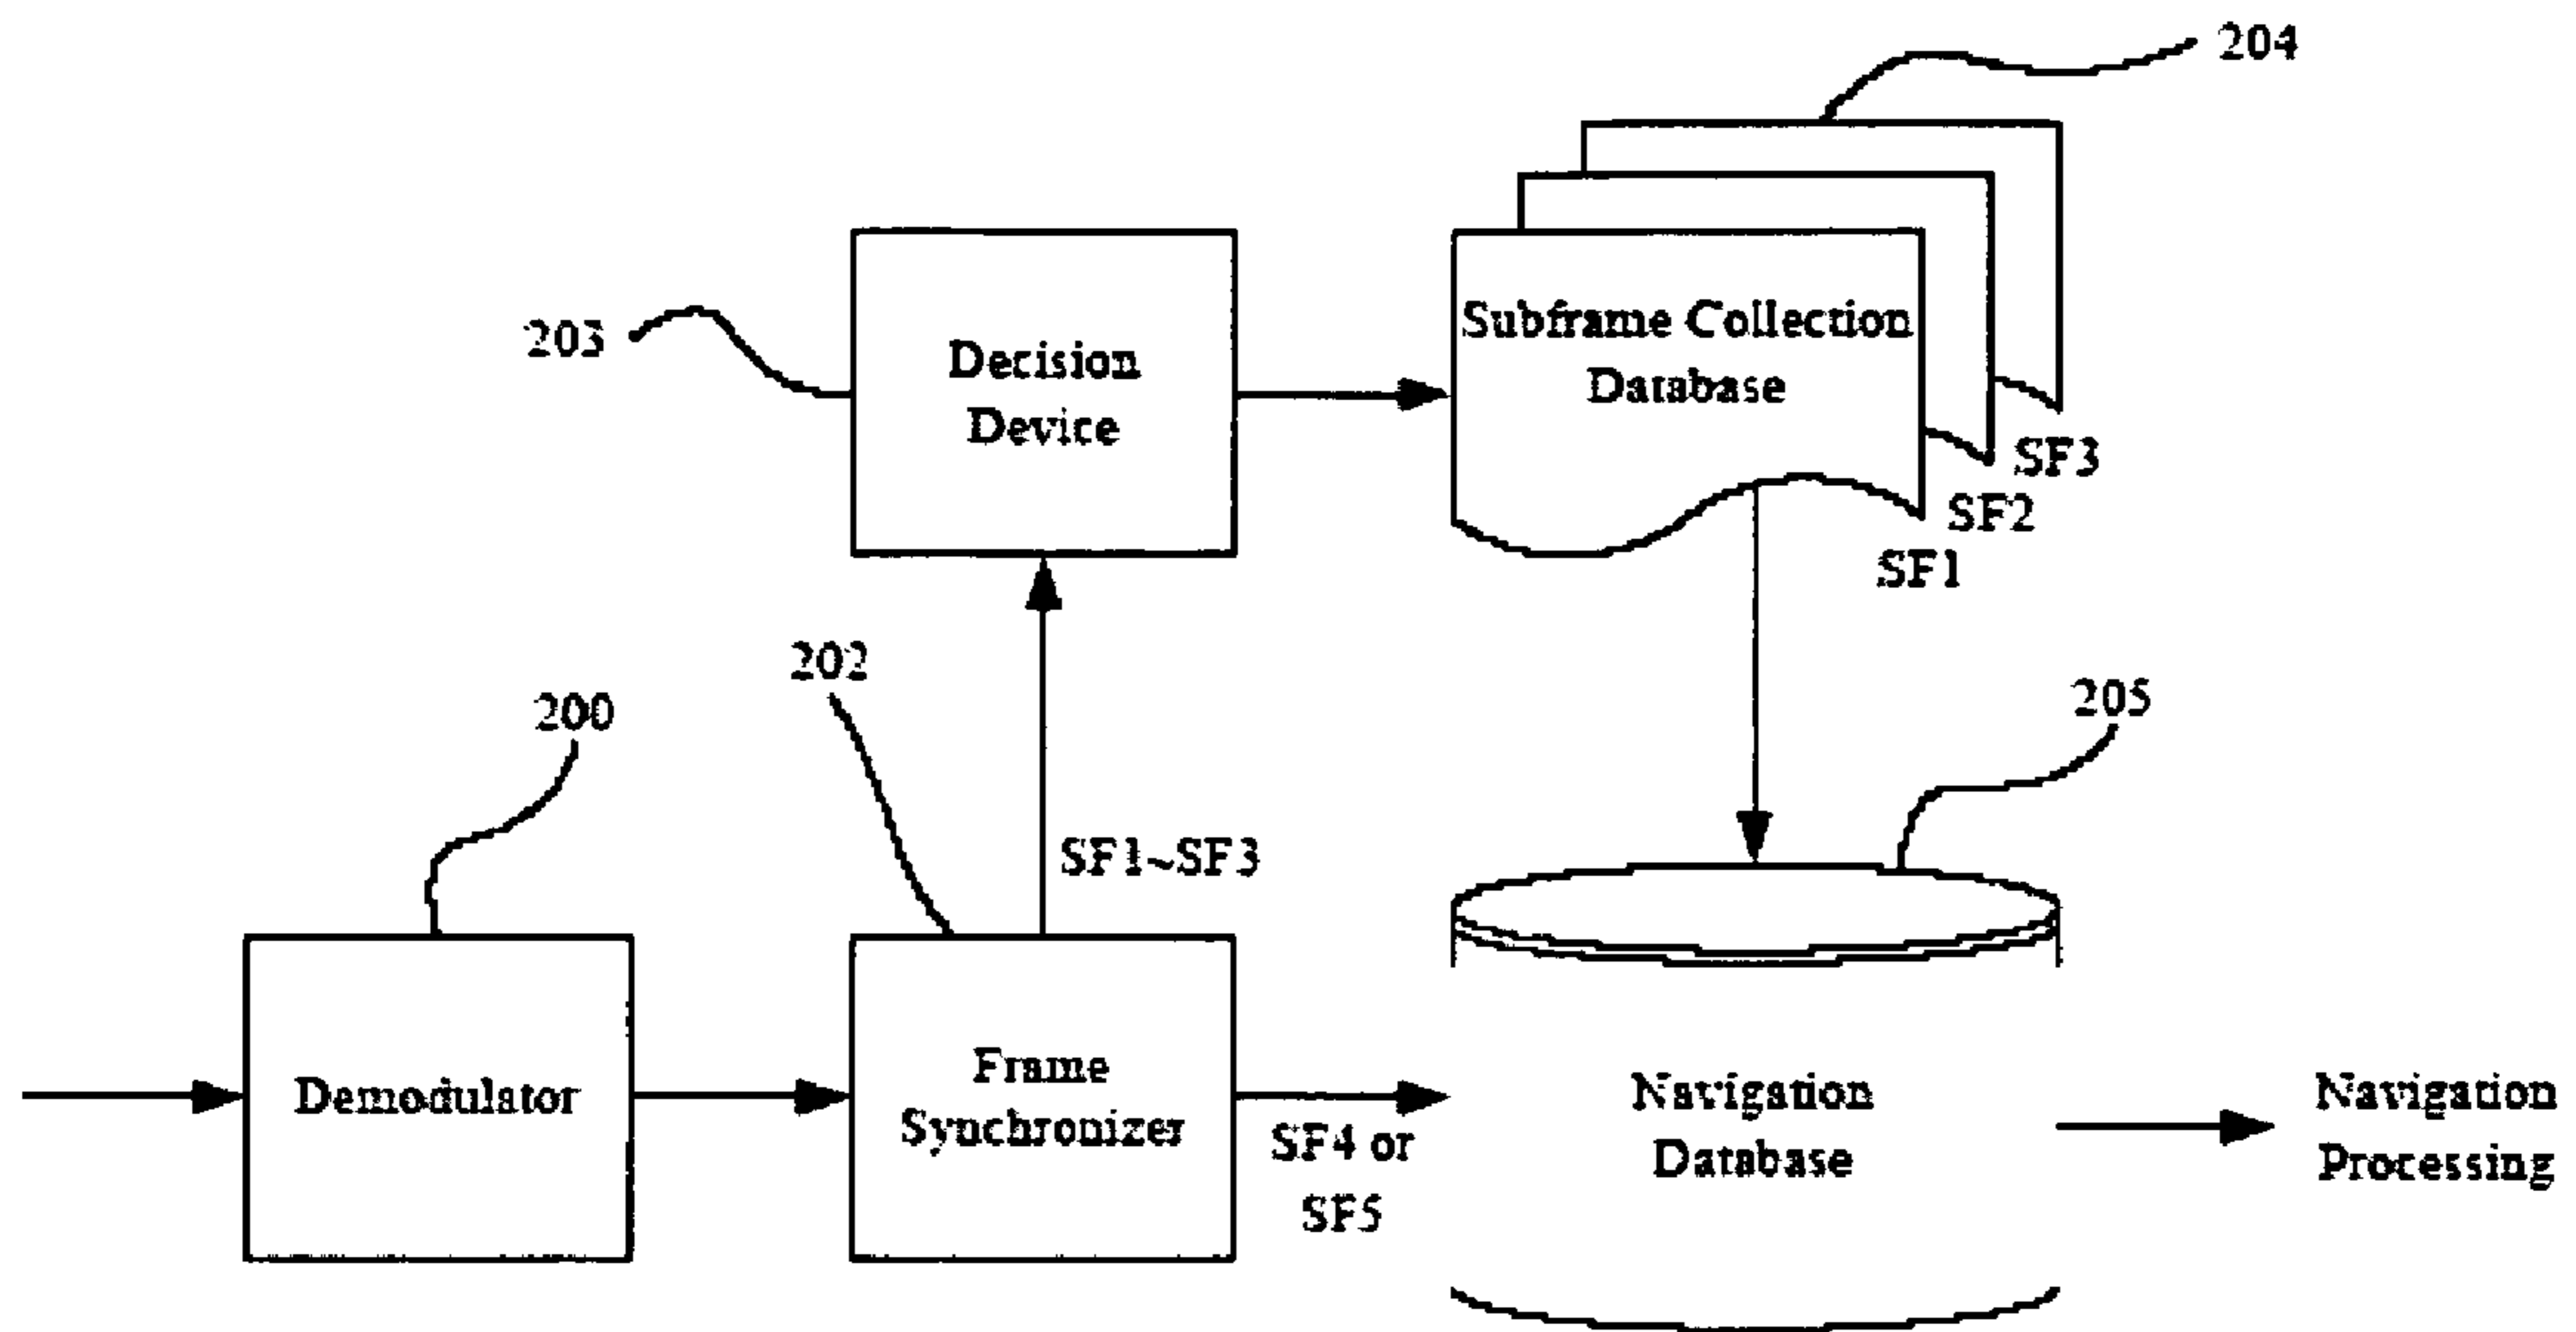 204
203
Decision
Device
Subframe Collection
Database
SF3
SF2
SF1
202
200
205
SF1~SF3
Demodulator
Frame
Synchronizer
SF4 or
SF5
Navigation
Database
Navigation
Processing